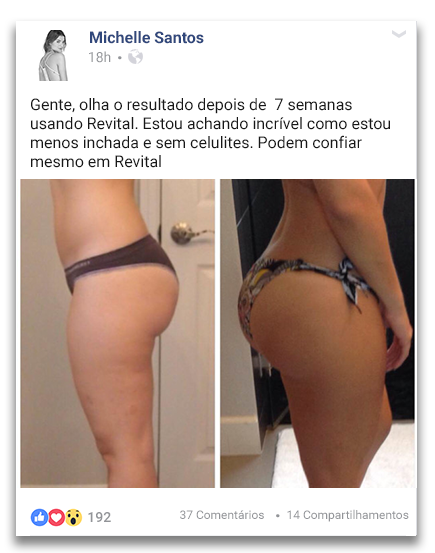 Michelle Santos
18h •
Gente, olha o resultado depois de 7 semanas
usando Revital. Estou achando incrível como estou
menos inchada e sem celulites. Podem confiar
mesmo em Revital
192 37 Comentários • 14 Compartilhamentos